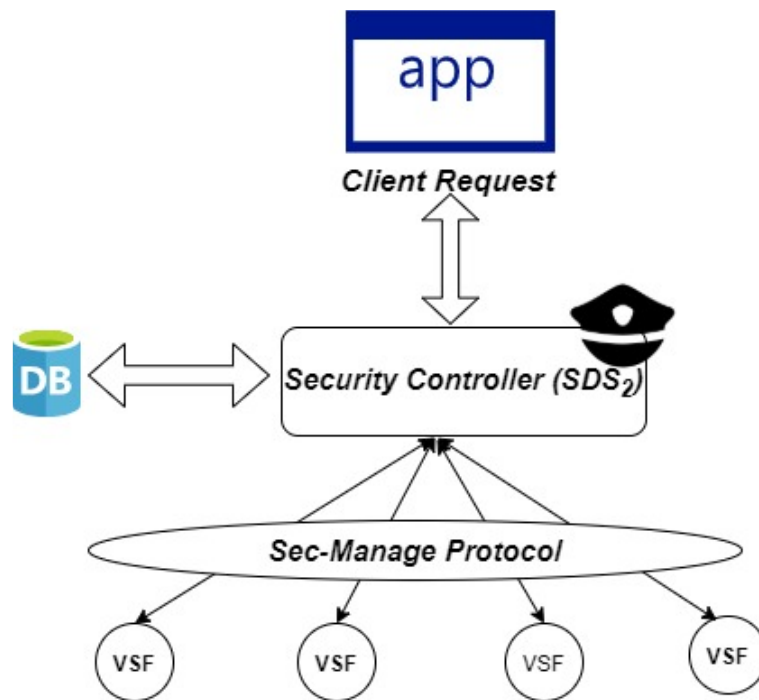 app
Client Request
DB
Security Controller (SDS₂)
Sec-Manage Protocol
VSF
VSF
VSF
VSF